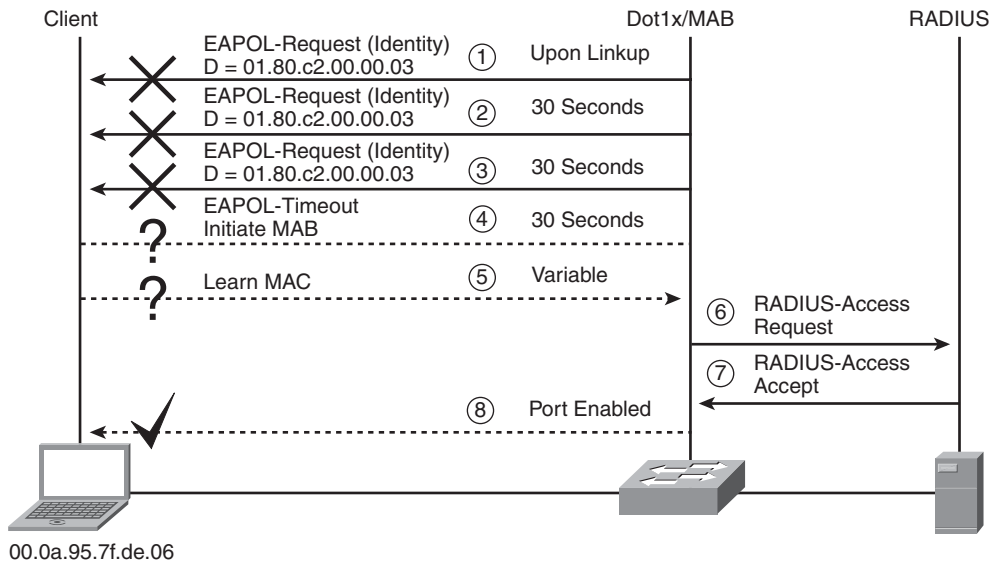 Client
Dot1x/MAB
RADIUS
EAPOL-Request (Identity)
D = 01.80.c2.00.00.03
1
Upon Linkup
EAPOL-Request (Identity)
D = 01.80.c2.00.00.03
2
30 Seconds
EAPOL-Request (Identity)
D = 01.80.c2.00.00.03
3
30 Seconds
EAPOL-Timeout
Initiate MAB
4
30 Seconds
?
Learn MAC
5
Variable
?
6
RADIUS-Access
Request
7
RADIUS-Access
Accept
8
Port Enabled
00.0a.95.7f.de.06